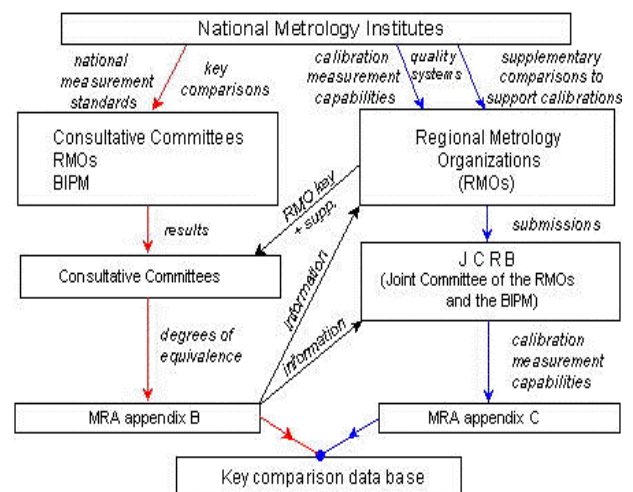 National Metrology Institutes
national
measurement
standards
key
comparisons
calibration
measurement
capabilities
quality
systems
supplementary
comparisons to
support calibrations
Consultative Committees
RMOs
BIPM
Regional Metrology
Organizations
(RMOs)
RMO key
+ supp.
results
submissions
Consultative Committees
J C R B
(Joint Committee of the RMOs
and the BIPM)
information
information
degrees of
equivalence
calibration
measurement
capabilities
MRA appendix B
MRA appendix C
Key comparison data base